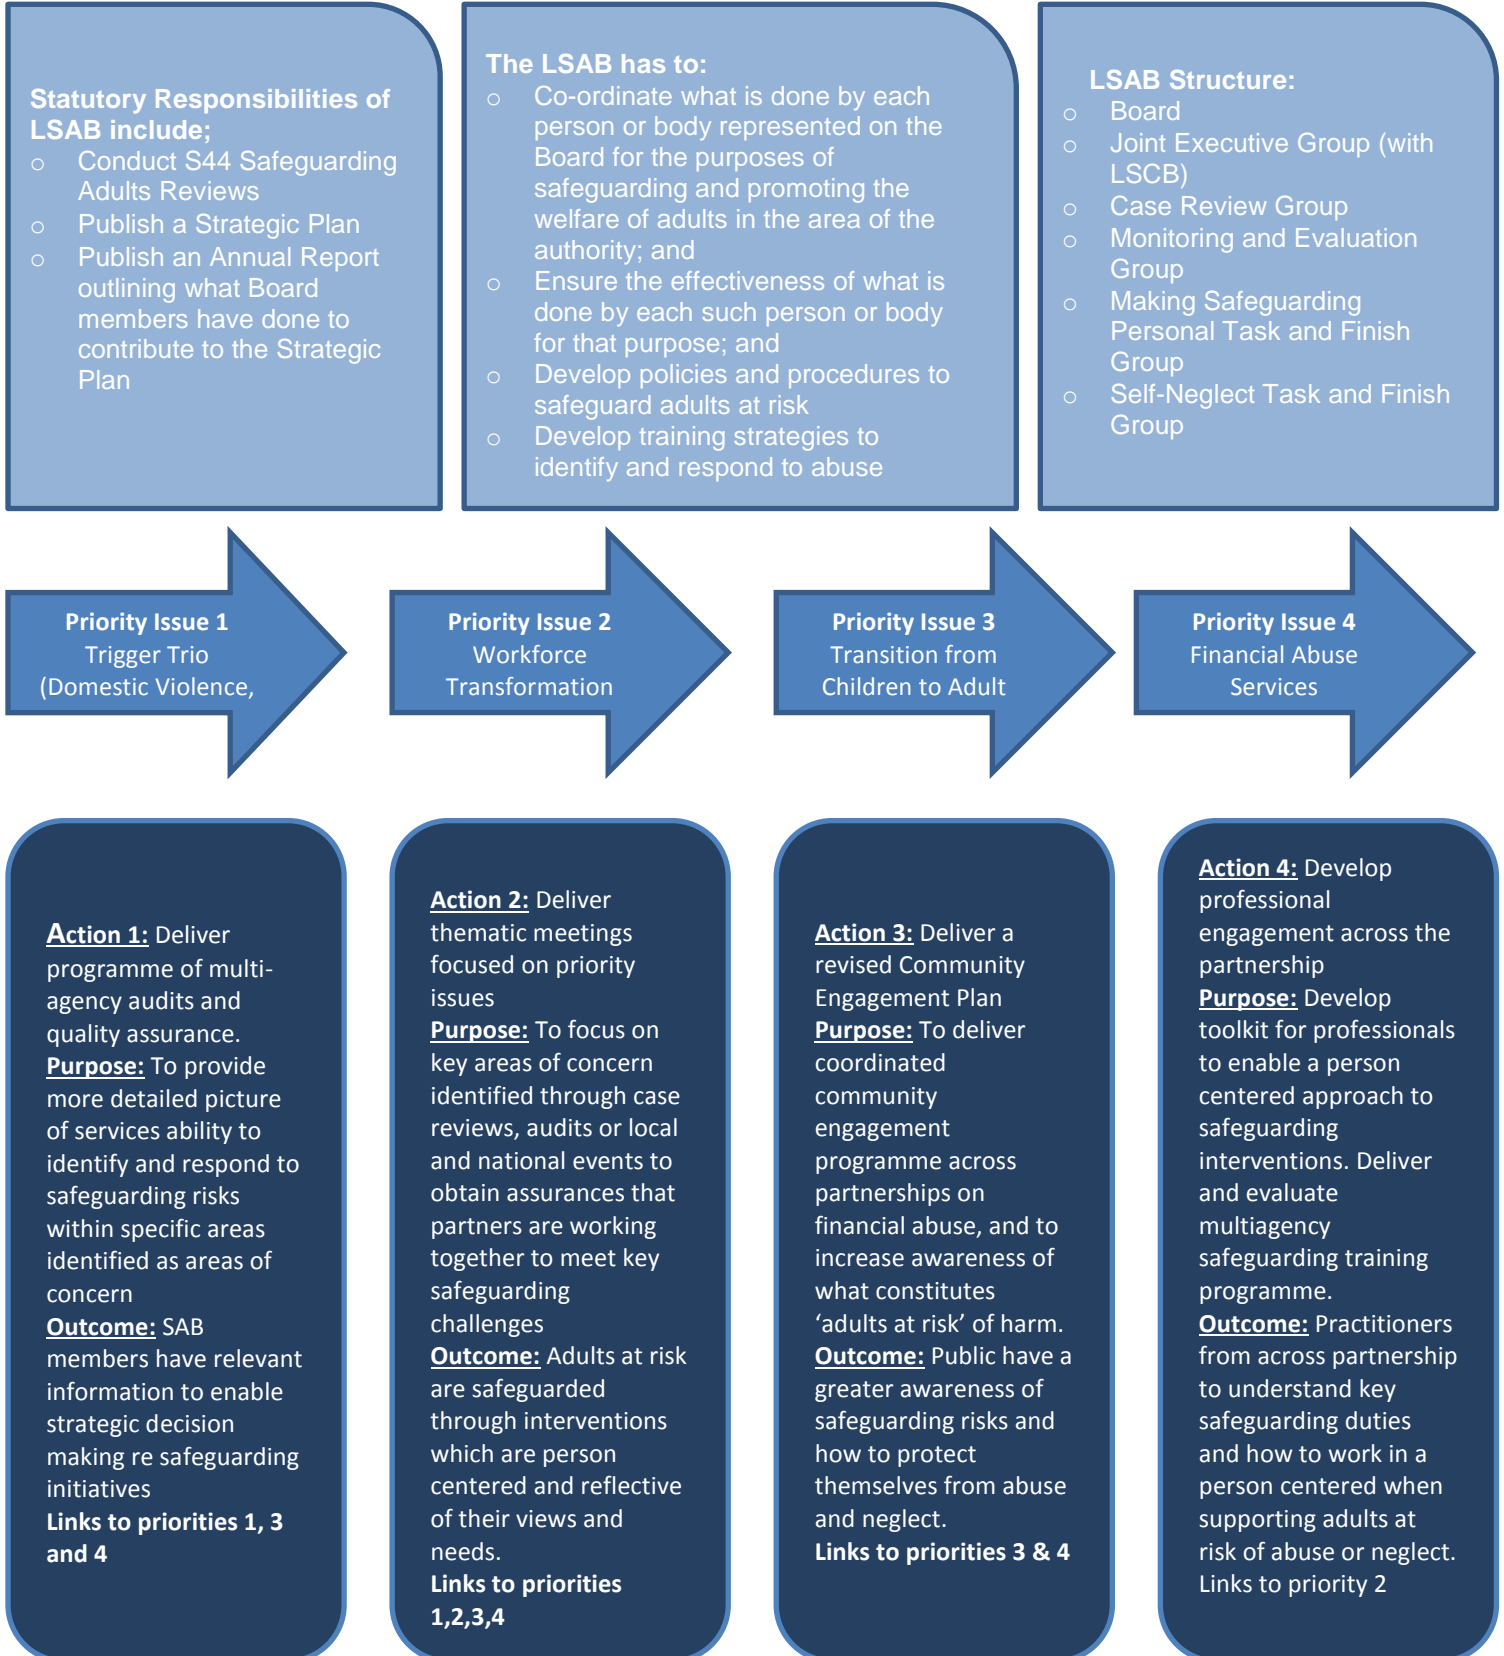 Statutory Responsibilities of
LSAB include;
○ Conduct S44 Safeguarding
Adults Reviews
○ Publish a Strategic Plan
○ Publish an Annual Report
outlining what Board
members have done to
contribute to the Strategic
Plan
The LSAB has to:
○ Co-ordinate what is done by each
person or body represented on the
Board for the purposes of
safeguarding and promoting the
welfare of adults in the area of the
authority; and
○ Ensure the effectiveness of what is
done by each such person or body
for that purpose; and
○ Develop policies and procedures to
safeguard adults at risk
○ Develop training strategies to
identify and respond to abuse
LSAB Structure:
○ Board
○ Joint Executive Group (with
LSCB)
○ Case Review Group
○ Monitoring and Evaluation
Group
○ Making Safeguarding
Personal Task and Finish
Group
○ Self-Neglect Task and Finish
Group
Priority Issue 1
Trigger Trio
(Domestic Violence,
Priority Issue 2
Workforce
Transformation
Priority Issue 3
Transition from
Children to Adult
Priority Issue 4
Financial Abuse
Services
Action 1: Deliver
programme of multi-
agency audits and
quality assurance.
Purpose: To provide
more detailed picture
of services ability to
identify and respond to
safeguarding risks
within specific areas
identified as areas of
concern
Outcome: SAB
members have relevant
information to enable
strategic decision
making re safeguarding
initiatives
Links to priorities 1, 3
and 4
Action 2: Deliver
thematic meetings
focused on priority
issues
Purpose: To focus on
key areas of concern
identified through case
reviews, audits or local
and national events to
obtain assurances that
partners are working
together to meet key
safeguarding
challenges
Outcome: Adults at risk
are safeguarded
through interventions
which are person
centered and reflective
of their views and
needs.
Links to priorities
1,2,3,4
Action 3: Deliver a
revised Community
Engagement Plan
Purpose: To deliver
coordinated
community
engagement
programme across
partnerships on
financial abuse, and to
increase awareness of
what constitutes
‘adults at risk’ of harm.
Outcome: Public have a
greater awareness of
safeguarding risks and
how to protect
themselves from abuse
and neglect.
Links to priorities 3 & 4
Action 4: Develop
professional
engagement across the
partnership
Purpose: Develop
toolkit for professionals
to enable a person
centered approach to
safeguarding
interventions. Deliver
and evaluate
multiagency
safeguarding training
programme.
Outcome: Practitioners
from across partnership
to understand key
safeguarding duties
and how to work in a
person centered when
supporting adults at
risk of abuse or neglect.
Links to priority 2